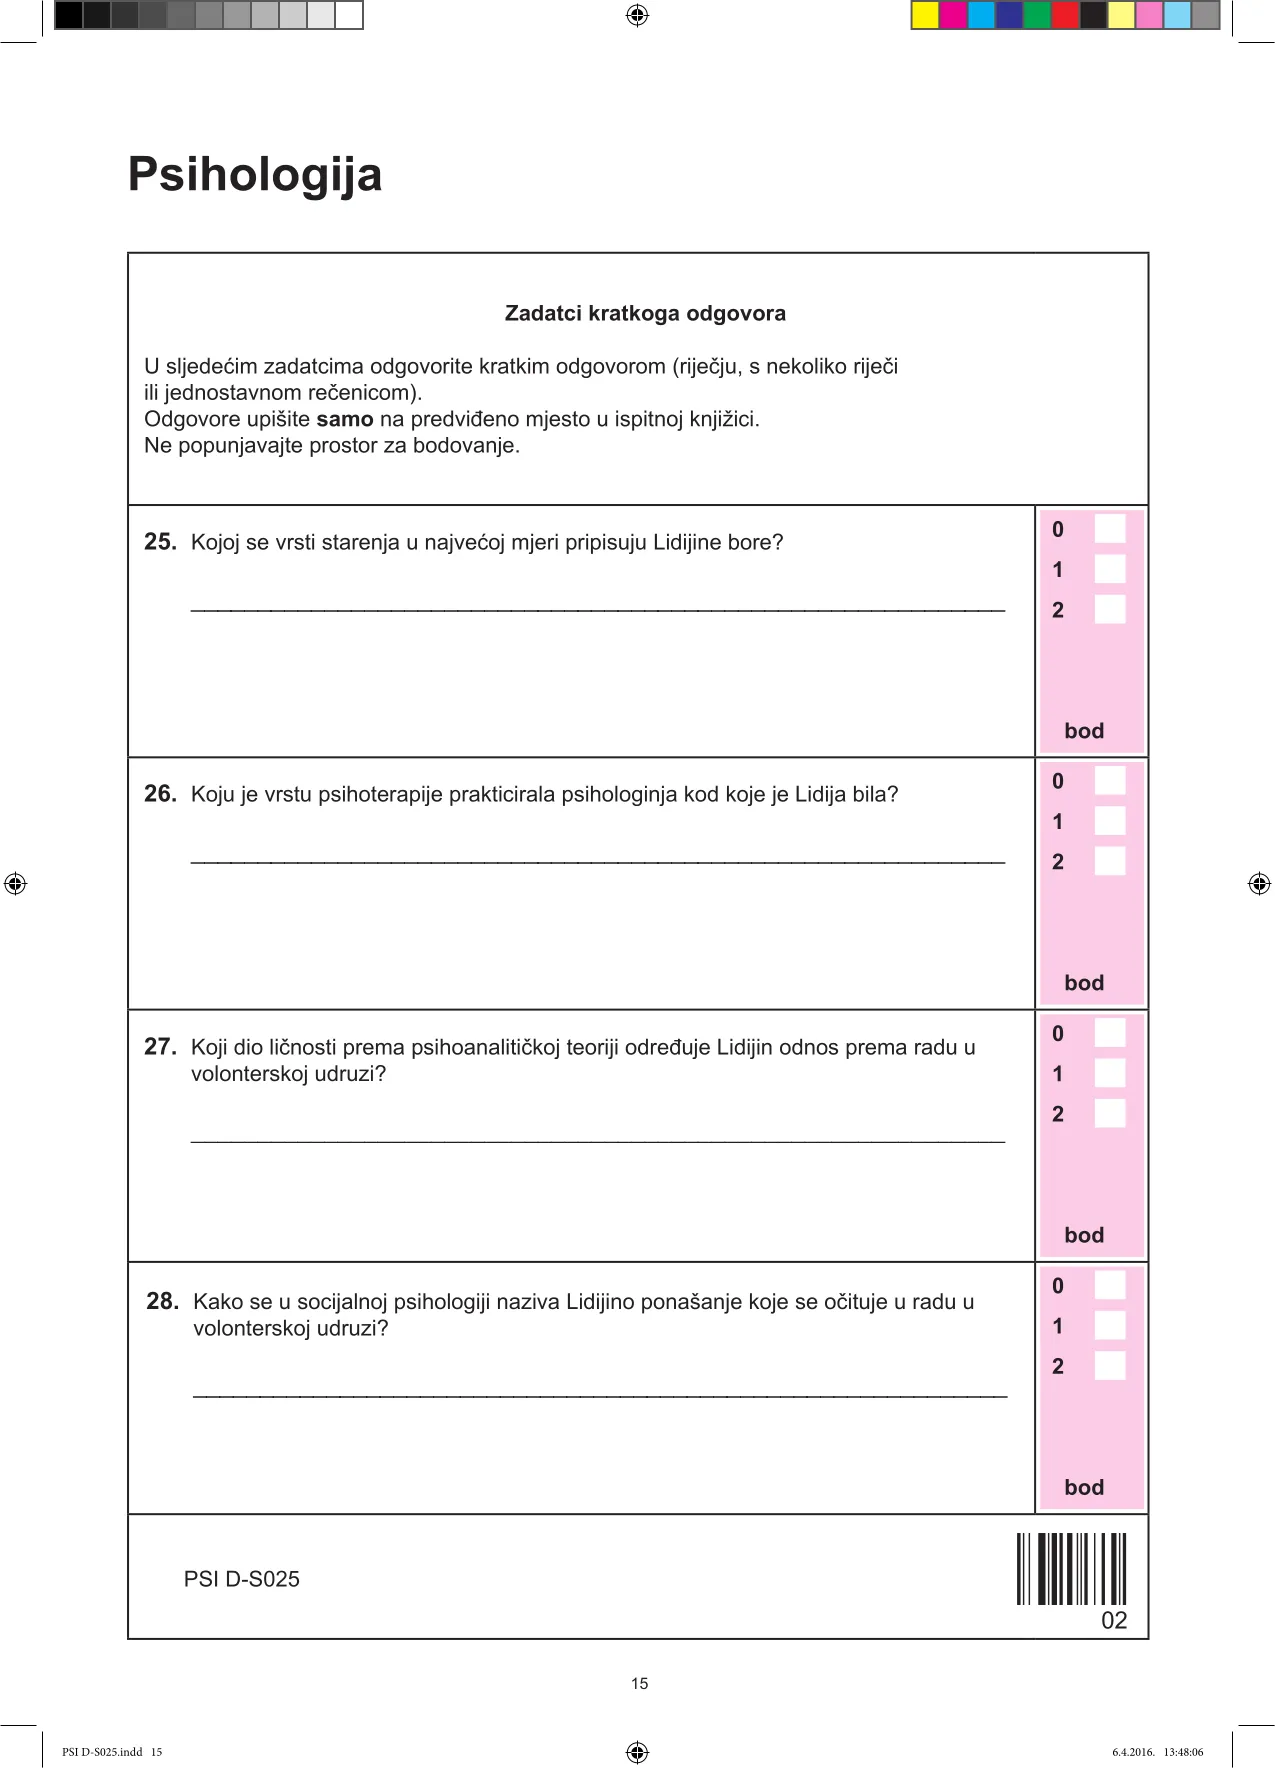 Psihologija
Zadatci kratkoga odgovora
U sljedećim zadatcima odgovorite kratkim odgovorom (riječju, s nekoliko riječi
ili jednostavnom rečenicom).
Odgovore upišite samo na predviđeno mjesto u ispitnoj knjižici.
Ne popunjavajte prostor za bodovanje.
25. Kojoj se vrsti starenja u najvećoj mjeri pripisuju Lidijine bore?
0
1
2
bod
26. Koju je vrstu psihoterapije prakticirala psihologinja kod koje je Lidija bila?
0
1
2
bod
27. Koji dio ličnosti prema psihoanalitičkoj teoriji određuje Lidijin odnos prema radu u
volonterskoj udruzi?
0
1
2
bod
28. Kako se u socijalnoj psihologiji naziva Lidijino ponašanje koje se očituje u radu u
volonterskoj udruzi?
0
1
2
bod
PSI D-S025
02
15
PSI D-S025.indd 15
6.4.2016. 13:48:06